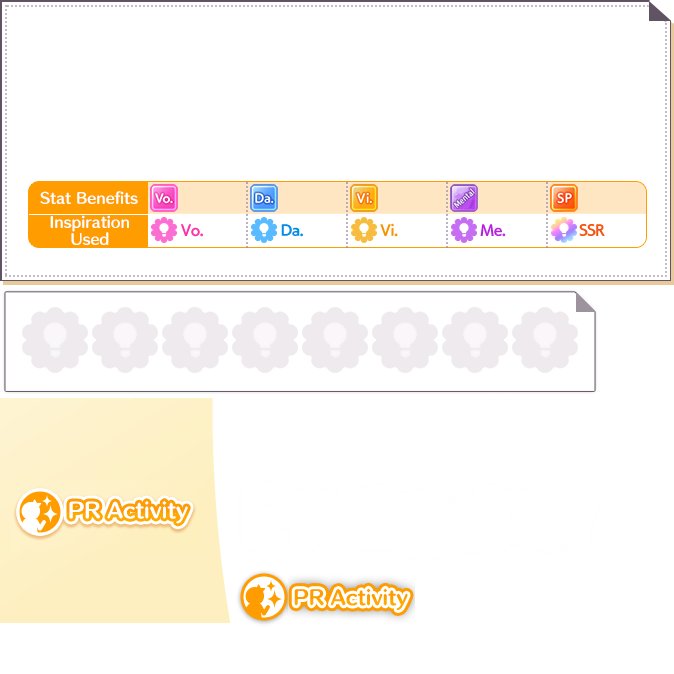 Stat Benefits Vo. Da. Vi. Mental SP
Inspiration
Used
Vo. Da. Vi. Me. SSR
PR Activity
PR Activity